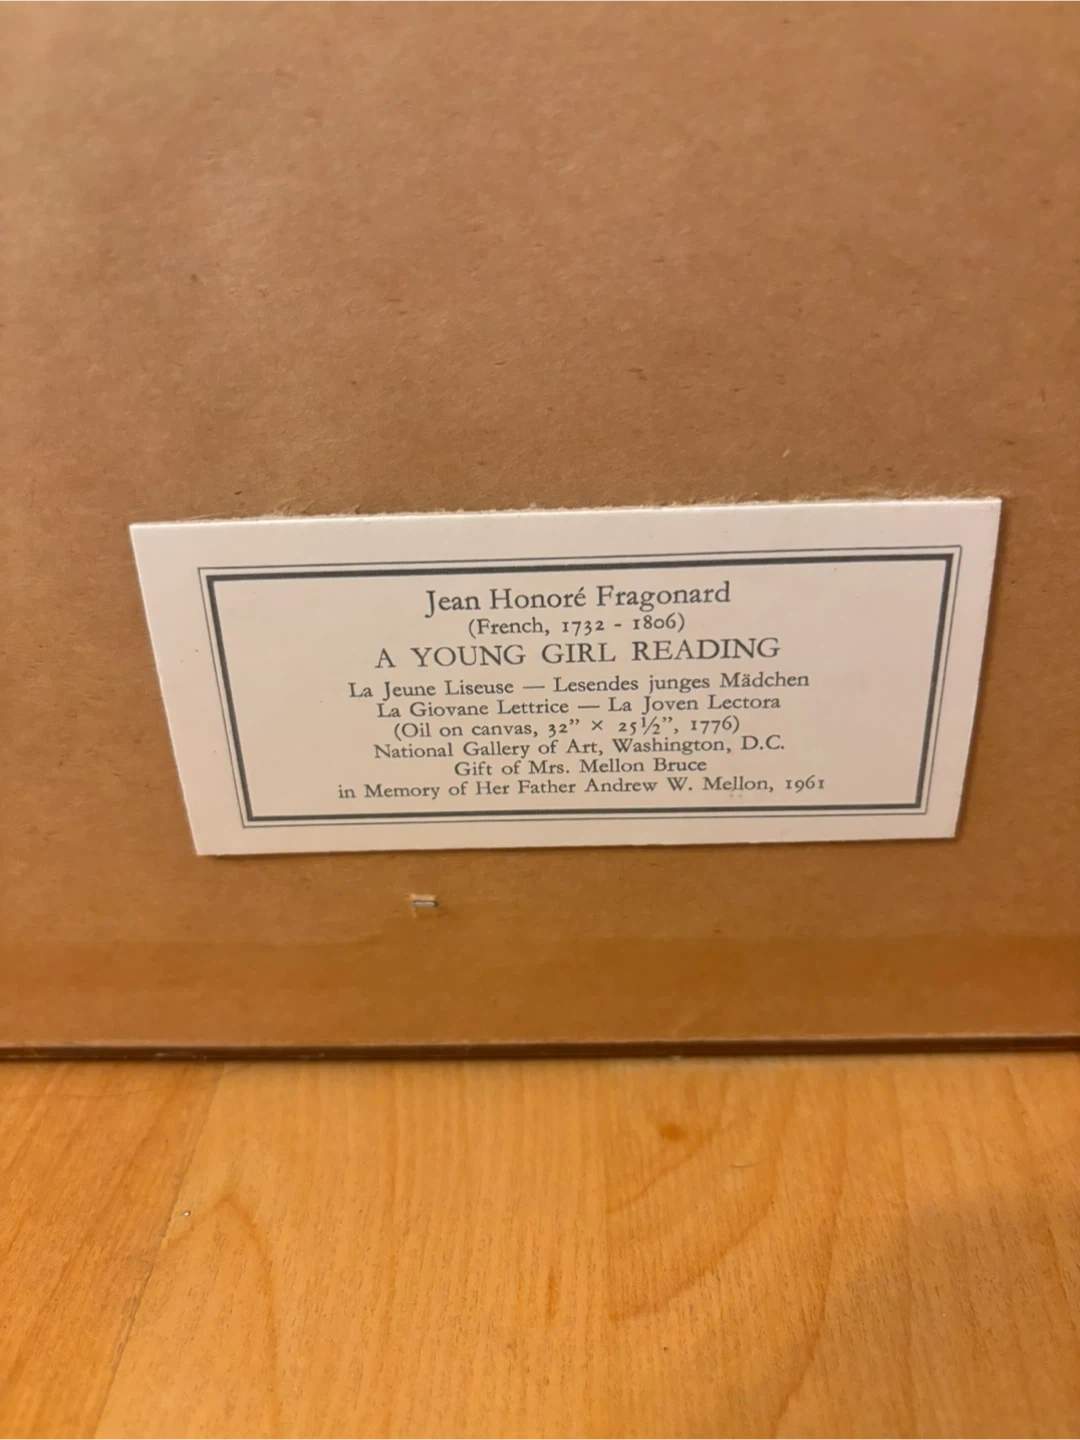 Jean Honoré Fragonard
(French, 1732 - 1806)
A YOUNG GIRL READING
La Jeune Liseuse — Lesendes junges Mädchen
La Giovane Lettrice — La Joven Lectora
(Oil on canvas, 32” × 25½”, 1776)
National Gallery of Art, Washington, D.C.
Gift of Mrs. Mellon Bruce
in Memory of Her Father Andrew W. Mellon, 1961